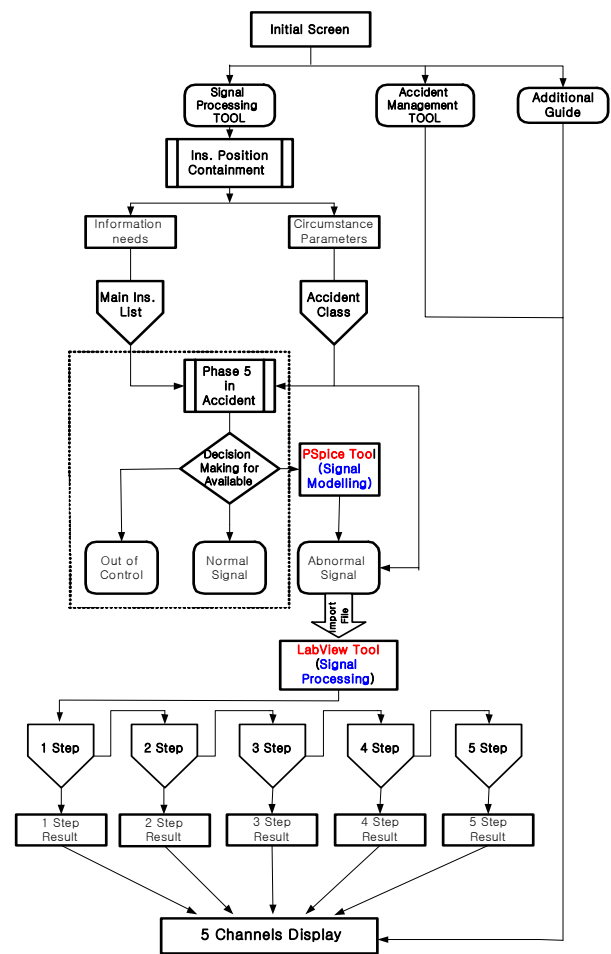 Initial Screen
Signal
Processing
TOOL
Accident
Management
TOOL
Additional
Guide
Ins. Position
Containment
Information
needs
Circumstance
Parameters
Main Ins.
List
Accident
Class
Phase 5
in
Accident
Decision
Making for
Available
PSpice Tool
(Signal
Modelling)
Out of
Control
Normal
Signal
Abnormal
Signal
Import
File
LabView Tool
(Signal
Processing)
1 Step
2 Step
3 Step
4 Step
5 Step
1 Step
Result
2 Step
Result
3 Step
Result
4 Step
Result
5 Step
Result
5 Channels Display